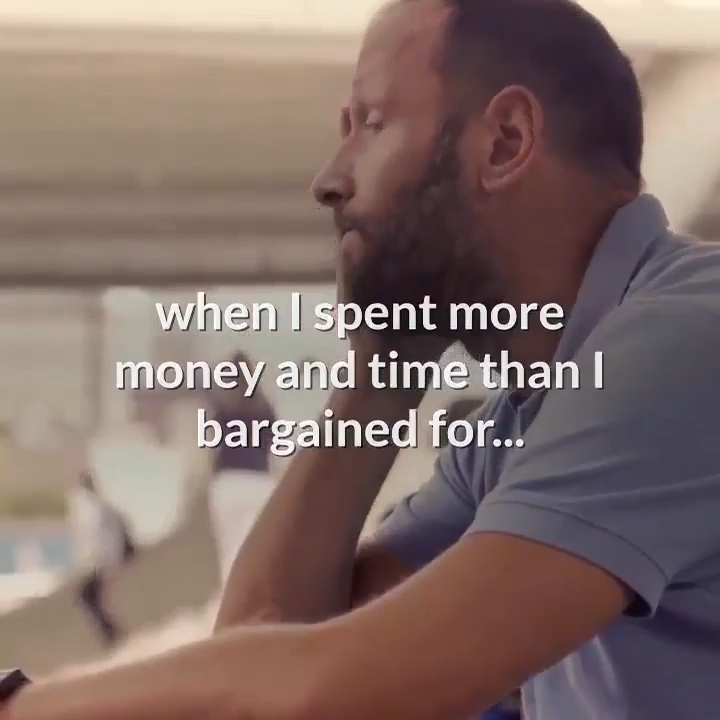 when I spent more
money and time than I
bargained for...